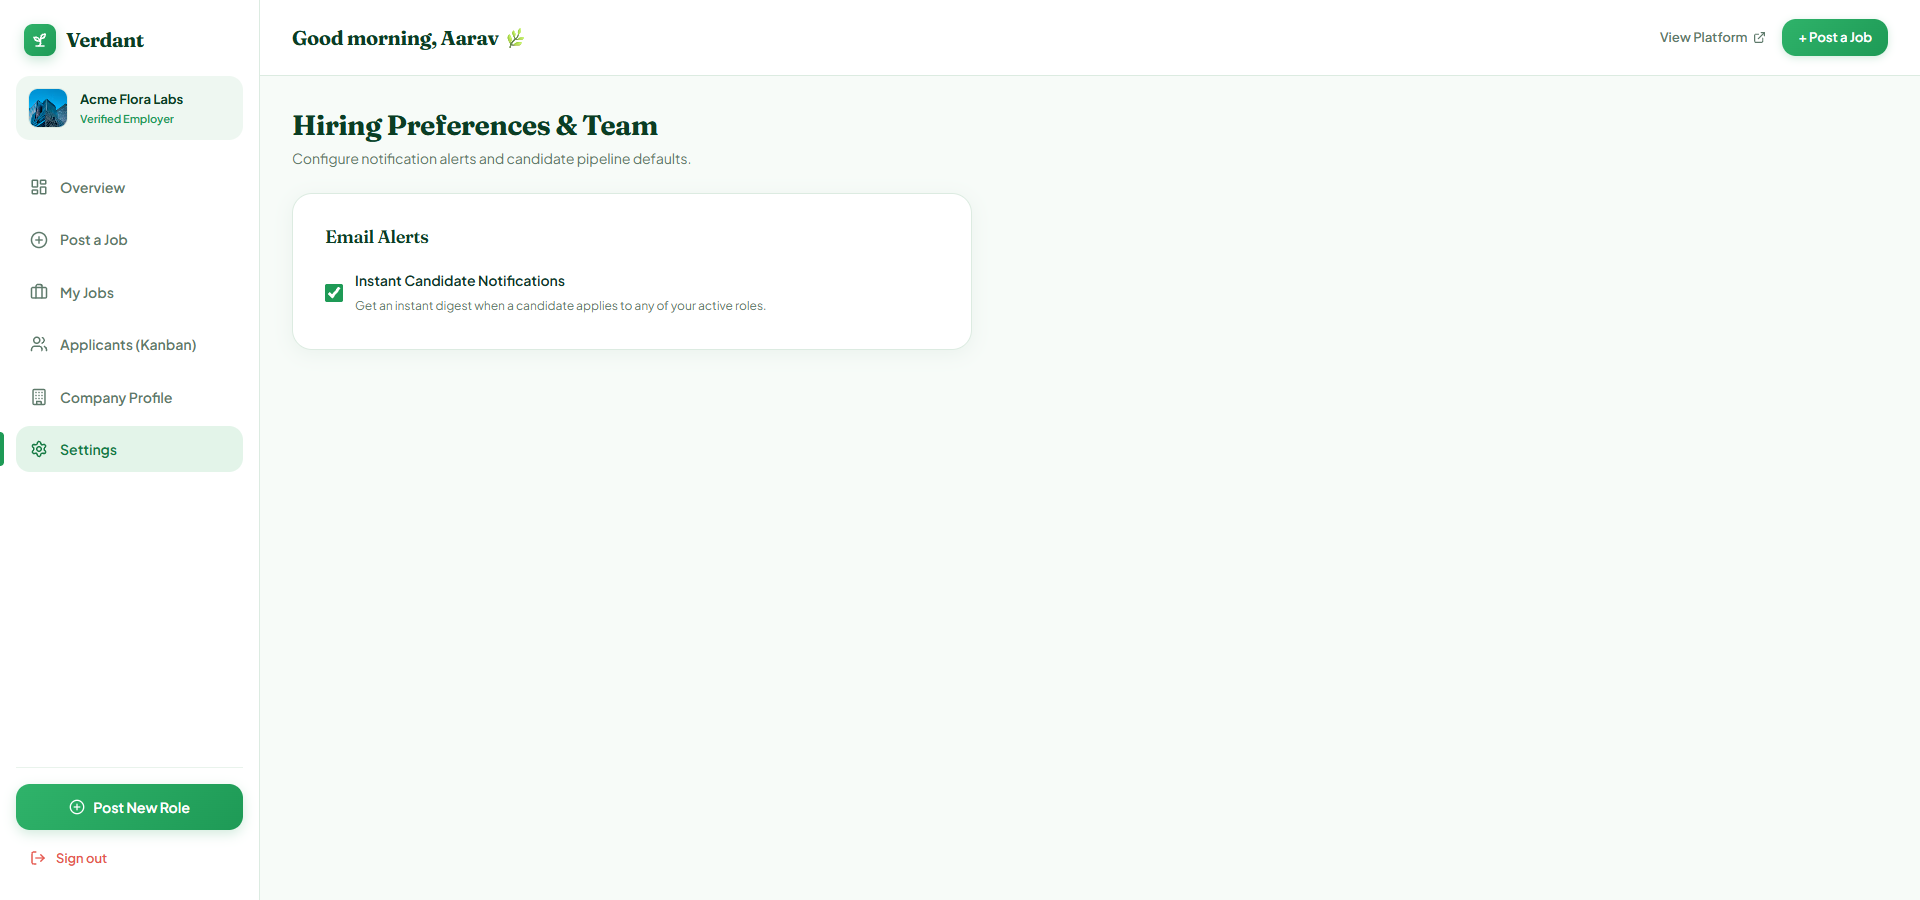 Verdant
Acme Flora Labs
Verified Employer
Overview
Post a Job
My Jobs
Applicants (Kanban)
Company Profile
Settings
Post New Role
Sign out
Good morning, Aarav 🌿
View Platform
+ Post a Job
Hiring Preferences & Team
Configure notification alerts and candidate pipeline defaults.
Email Alerts
Instant Candidate Notifications
Get an instant digest when a candidate applies to any of your active roles.